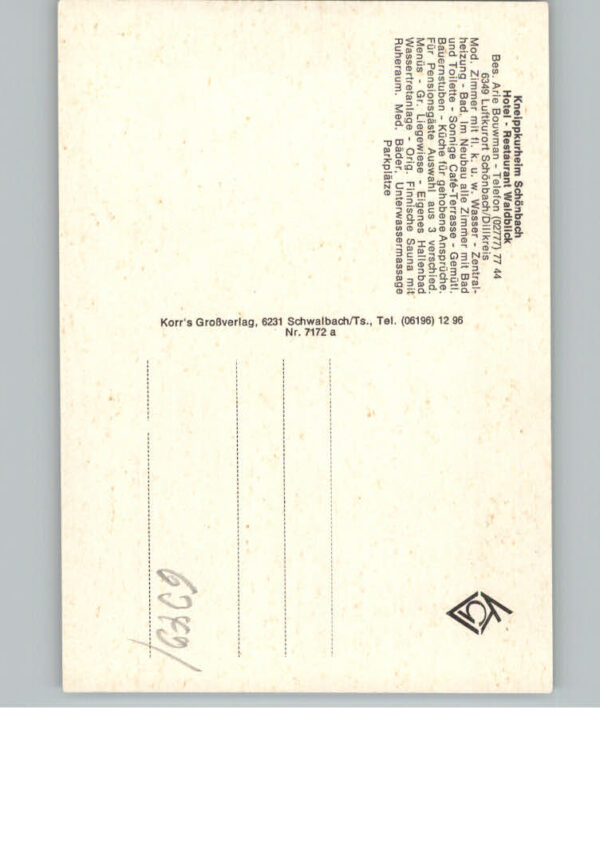 Kneippkurheim Schönbach
Hotel - Restaurant Waldblick
Bes. Arie Bouwman - Telefon (02777) 77 44
6349 Luftkurort Schönbach/Dillkreis
Mod. Zimmer mit fl. k. u. w. Wasser - Zentral-
heizung - Bad. Im Neubau alle Zimmer mit Bad
und Toilette - Sonnige Café-Terrasse - Gemütl.
Bauernstuben - Küche für gehobene Ansprüche.
Für Pensionsgäste Auswahl aus 3 verschied.
Menüs - Gr. Liegewiese - Eigenes Hallenbad
Wassertretanlage - Orig. Finnische Sauna mit
Ruheraum. Med. Bäder, Unterwassermassage
Parkplätze
Korr's Großverlag, 6231 Schwalbach/Ts., Tel. (06196) 12 96
Nr. 7172 a